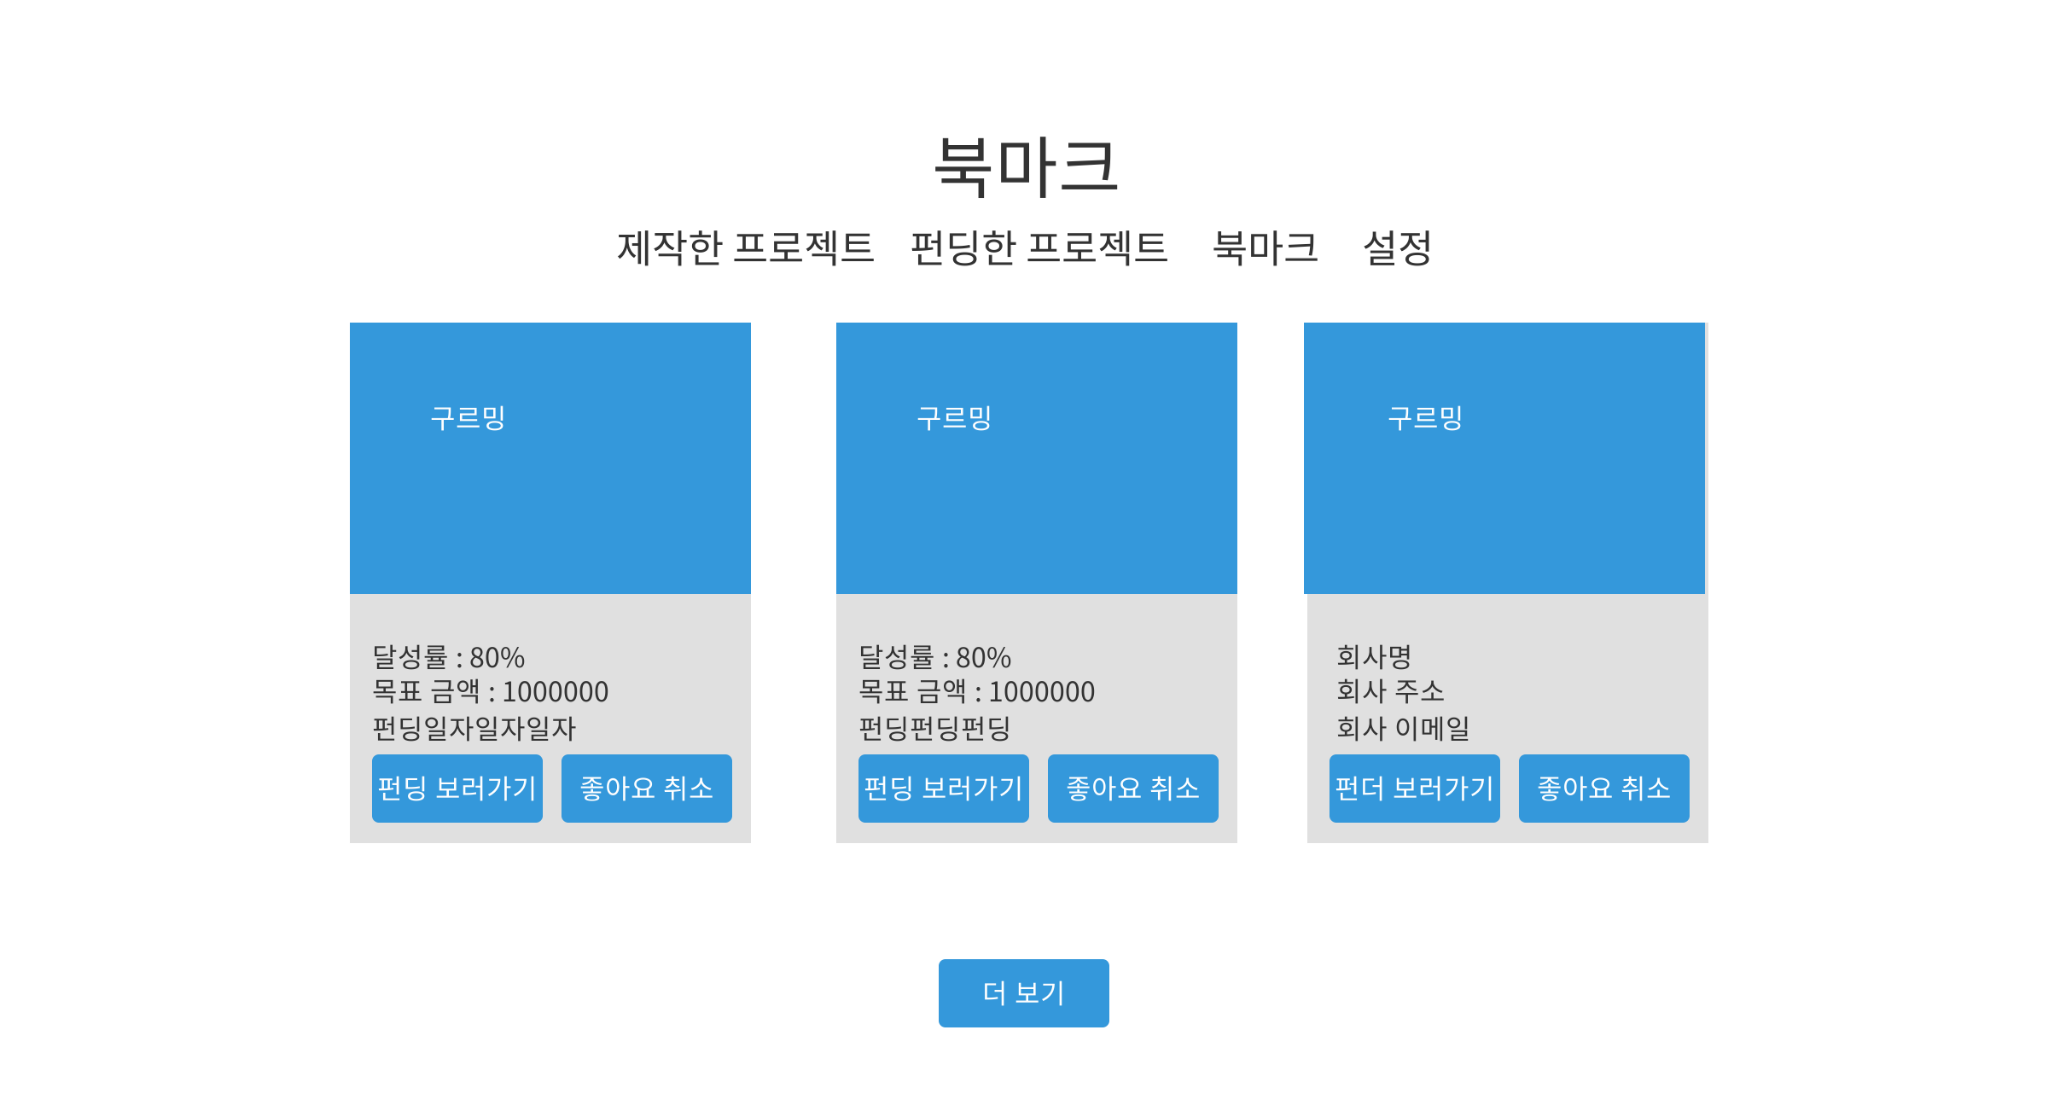 북마크
제작한 프로젝트 펀딩한 프로젝트 북마크 설정
구르밍
구르밍
구르밍
달성률 : 80%
목표 금액 : 1000000
펀딩일자일자일자
펀딩 보러가기 좋아요 취소
달성률 : 80%
목표 금액 : 1000000
펀딩펀딩펀딩
펀딩 보러가기 좋아요 취소
회사명
회사 주소
회사 이메일
펀더 보러가기 좋아요 취소
더 보기